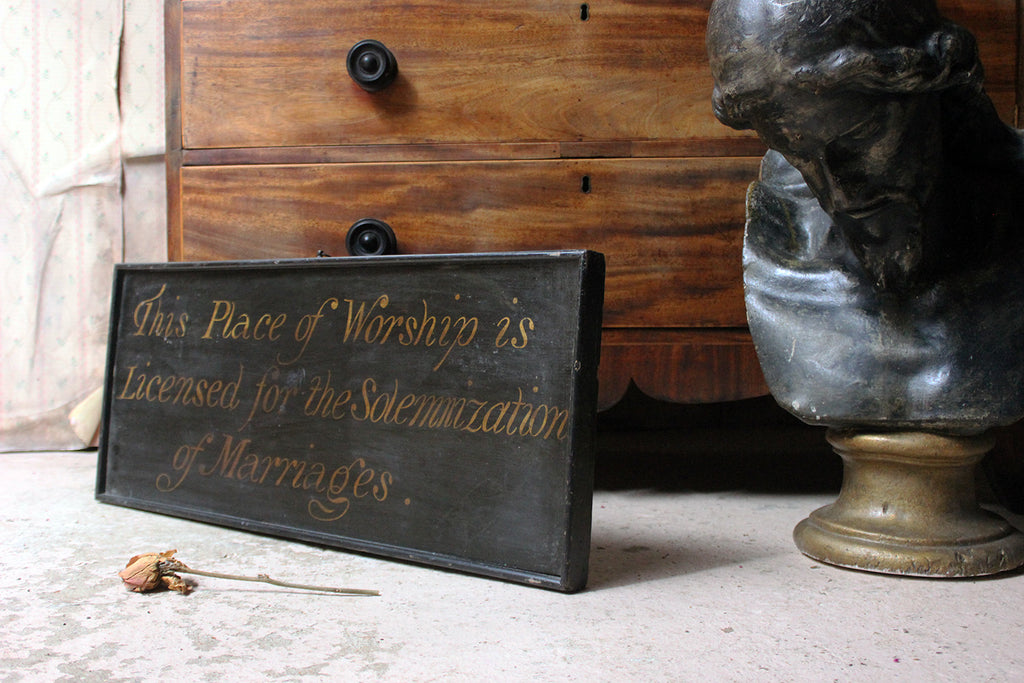 This Place of Worship is
Licensed for the Solemnization
of Marriages.